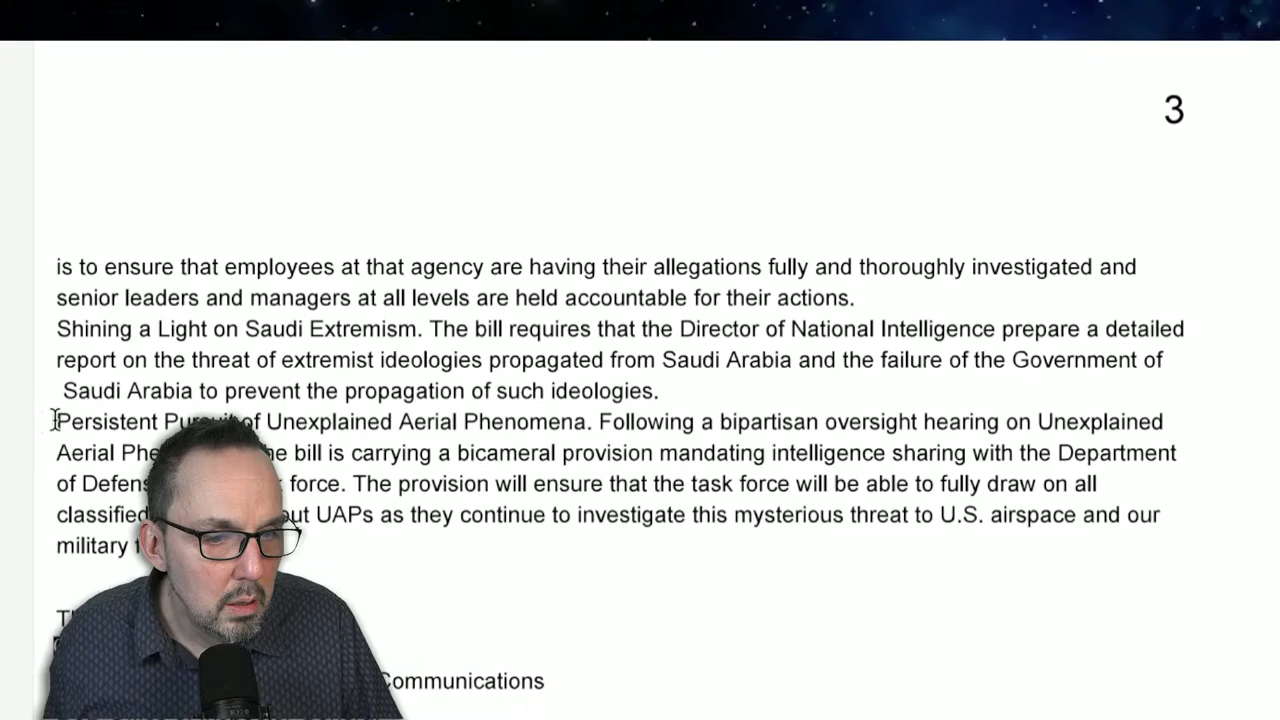 3
is to ensure that employees at that agency are having their allegations fully and thoroughly investigated and
senior leaders and managers at all levels are held accountable for their actions.
Shining a Light on Saudi Extremism. The bill requires that the Director of National Intelligence prepare a detailed
report on the threat of extremist ideologies propagated from Saudi Arabia and the failure of the Government of
Saudi Arabia to prevent the propagation of such ideologies.
Persistent Pursuit of Unexplained Aerial Phenomena. Following a bipartisan oversight hearing on Unexplained
Aerial bill is carrying a bicameral provision mandating intelligence sharing with the Department
of force. The provision will ensure that the task force will be able to fully draw on all
classified UAPs as they continue to investigate this mysterious threat to U.S. airspace and our
military
Communications